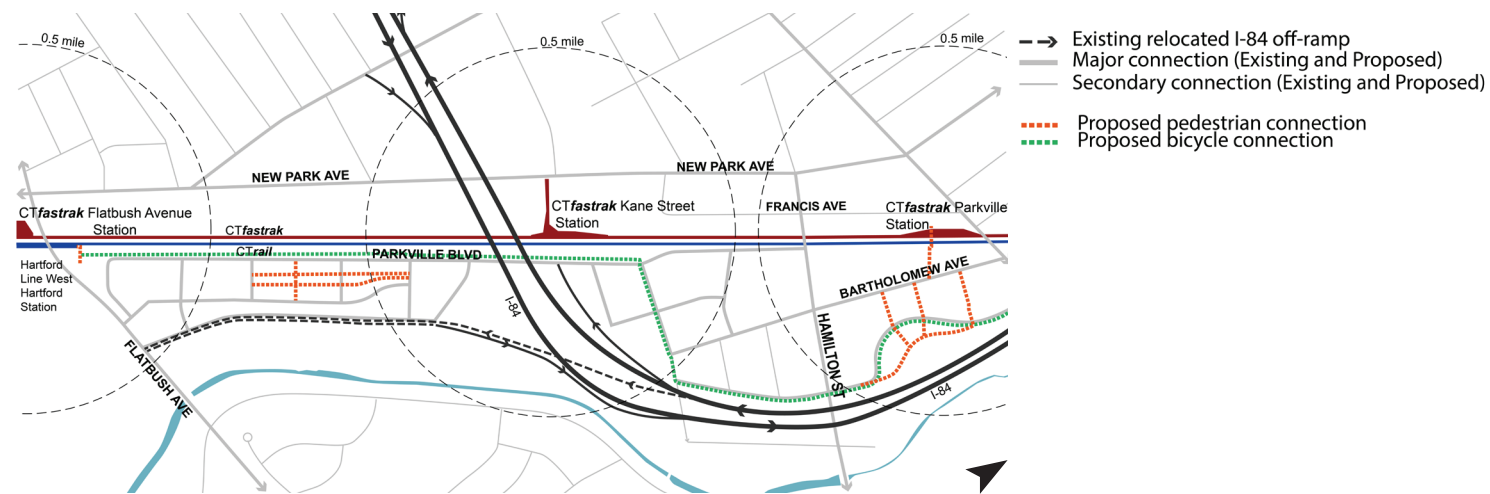 0.5 mile
0.5 mile
0.5 mile
Existing relocated I-84 off-ramp
Major connection (Existing and Proposed)
Secondary connection (Existing and Proposed)
Proposed pedestrian connection
Proposed bicycle connection
NEW PARK AVE
NEW PARK AVE
CTfastrak Flatbush Avenue
Station
CTfastrak Kane Street
Station
FRANCIS AVE
CTfastrak Parkville
Station
CTfastrak
CTrail
PARKVILLE BLVD
Hartford
Line West
Hartford
Station
BARTHOLOMEW AVE
I-84
HAMILTON ST
FLATBUSH AVE
I-84